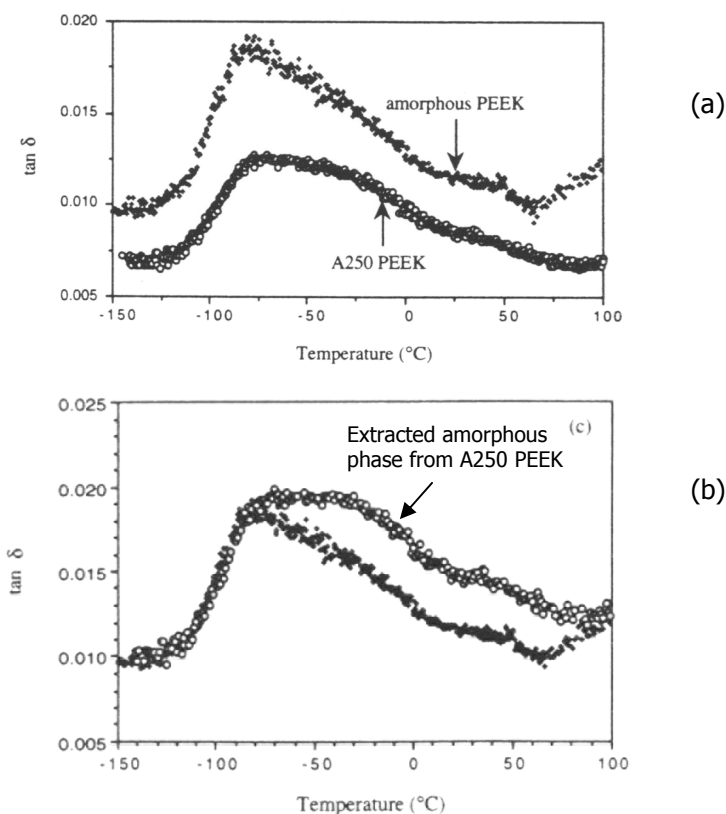 0.020
0.015
0.010
0.005
tan δ
amorphous PEEK
A250 PEEK
-150
-100
-50
0
50
100
Temperature (°C)
(a)
0.025
0.020
0.015
0.010
0.005
tan δ
Extracted amorphous
phase from A250 PEEK
(c)
-150
-100
-50
0
50
100
Temperature (°C)
(b)